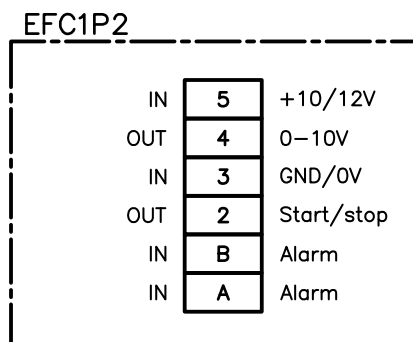 EFC1P2
IN 5 +10/12V
OUT 4 0-10V
IN 3 GND/0V
OUT 2 Start/stop
IN B Alarm
IN A Alarm